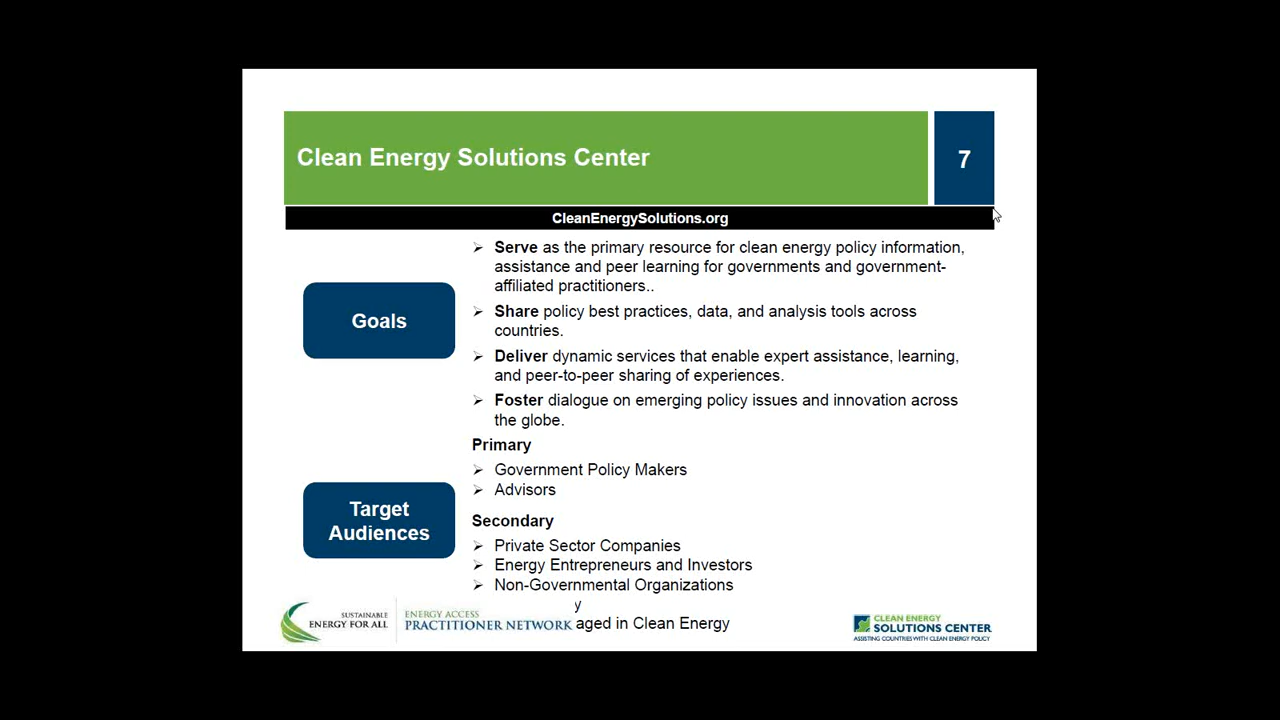 Clean Energy Solutions Center
7
CleanEnergySolutions.org
Goals
Serve as the primary resource for clean energy policy information,
assistance and peer learning for governments and government-
affiliated practitioners..
Share policy best practices, data, and analysis tools across
countries.
Deliver dynamic services that enable expert assistance, learning,
and peer-to-peer sharing of experiences.
Foster dialogue on emerging policy issues and innovation across
the globe.
Target
Audiences
Primary
Government Policy Makers
Advisors
Secondary
Private Sector Companies
Energy Entrepreneurs and Investors
Non-Governmental Organizations
y
aged in Clean Energy
SUSTAINABLE
ENERGY FOR ALL
ENERGY ACCESS
PRACTITIONER NETWORK
CLEAN ENERGY
SOLUTIONS CENTER
ASSISTING COUNTRIES WITH CLEAN ENERGY POLICY